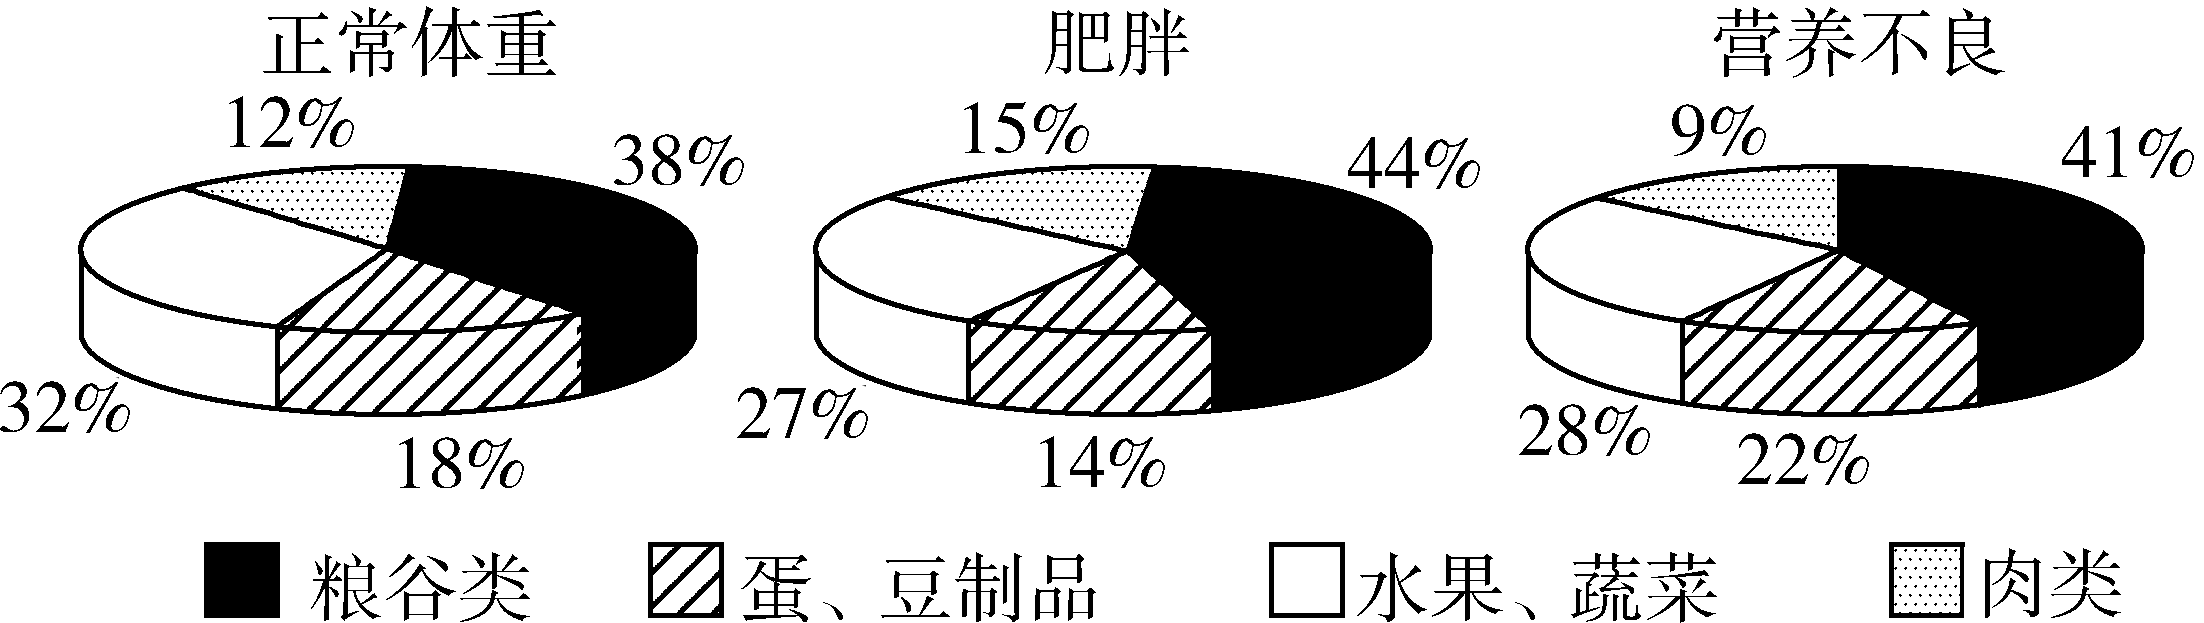 正常体重 肥胖 营养不良
12% 38% 15% 44% 9% 41%
32% 18% 27% 14% 28% 22%
粮谷类 蛋、豆制品 水果、蔬菜 肉类